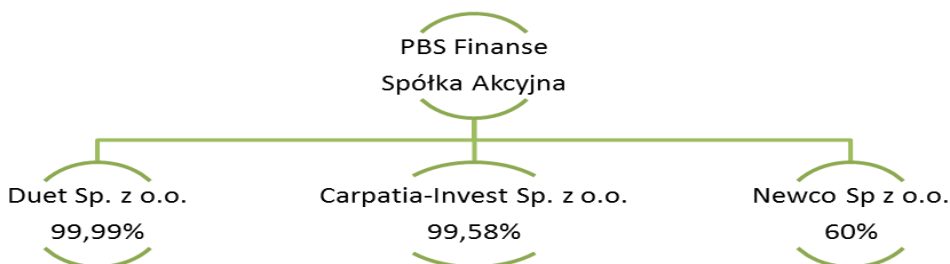 PBS Finanse
Spółka Akcyjna
Duet Sp. z o.o.
99,99%
Carpatia-Invest Sp. z o.o.
99,58%
Newco Sp z o.o.
60%